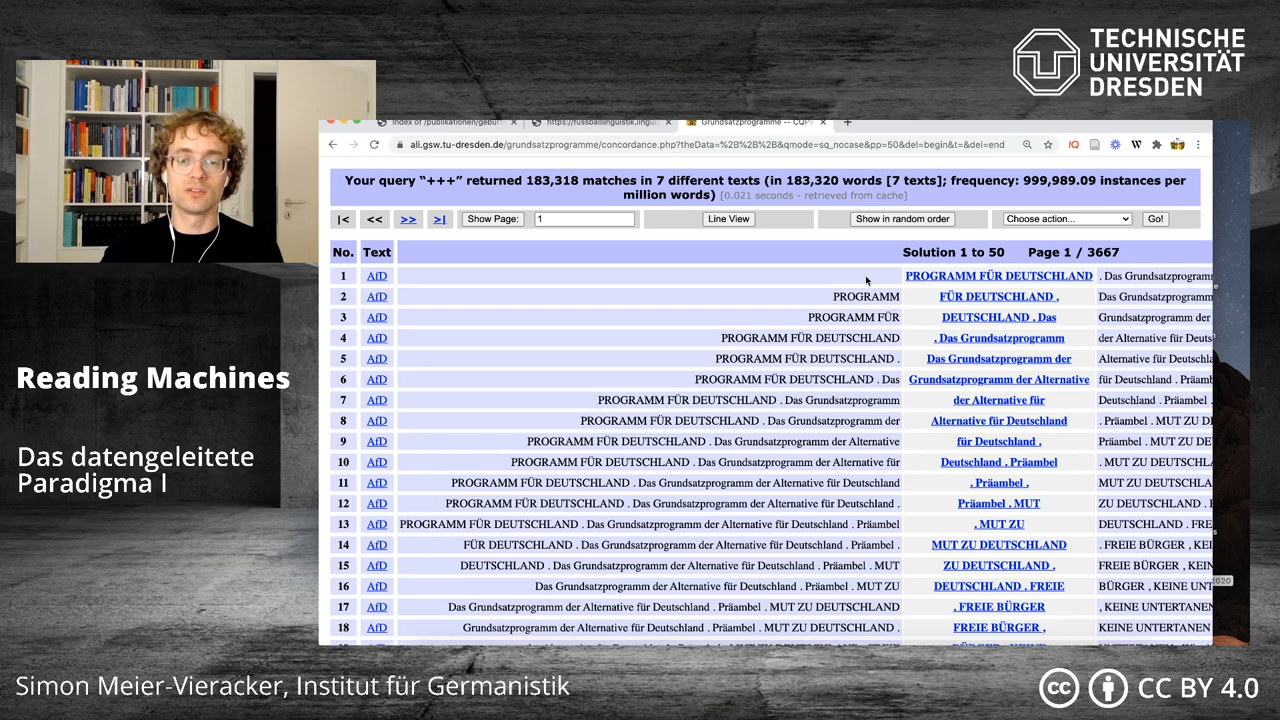 TECHNISCHE
UNIVERSITÄT
DRESDEN
Index of /publikationen/geburt
https://fussballlinguistik.lingu
Grundsatzprogramme -- CQPW
ali.gsw.tu-dresden.de/grundsatzprogramme/concordance.php?theData=%2B%2B%2B&qmode=sq_nocase&pp=50&del=begin&t=&del=end
Your query “+++” returned 183,318 matches in 7 different texts (in 183,320 words [7 texts]; frequency: 999,989.09 instances per
million words) [0.021 seconds - retrieved from cache]
|< << >> >| Show Page: 1 Line View Show in random order Choose action... Go!
No. Text Solution 1 to 50 Page 1 / 3667
1 AfD PROGRAMM FÜR DEUTSCHLAND . Das Grundsatzprogramm
2 AfD PROGRAMM FÜR DEUTSCHLAND . Das Grundsatzprogramm
3 AfD PROGRAMM FÜR DEUTSCHLAND . Das Grundsatzprogramm der
4 AfD PROGRAMM FÜR DEUTSCHLAND . Das Grundsatzprogramm der Alternative für Deuts
5 AfD PROGRAMM FÜR DEUTSCHLAND . Das Grundsatzprogramm der Alternative für Deutschla
6 AfD PROGRAMM FÜR DEUTSCHLAND . Das Grundsatzprogramm der Alternative für Deutschland . Präamb
7 AfD PROGRAMM FÜR DEUTSCHLAND . Das Grundsatzprogramm der Alternative für Deutschland . Präambel .
8 AfD PROGRAMM FÜR DEUTSCHLAND . Das Grundsatzprogramm der Alternative für Deutschland . Präambel . MUT ZU D
9 AfD PROGRAMM FÜR DEUTSCHLAND . Das Grundsatzprogramm der Alternative für Deutschland . Präambel . MUT ZU DE
10 AfD PROGRAMM FÜR DEUTSCHLAND . Das Grundsatzprogramm der Alternative für Deutschland . Präambel . MUT ZU DEUTSCHL
11 AfD PROGRAMM FÜR DEUTSCHLAND . Das Grundsatzprogramm der Alternative für Deutschland . Präambel . MUT ZU DEUTSCHLA
12 AfD PROGRAMM FÜR DEUTSCHLAND . Das Grundsatzprogramm der Alternative für Deutschland . Präambel . MUT ZU DEUTSCHLAND .
13 AfD PROGRAMM FÜR DEUTSCHLAND . Das Grundsatzprogramm der Alternative für Deutschland . Präambel . MUT ZU DEUTSCHLAND . FRE
14 AfD FÜR DEUTSCHLAND . Das Grundsatzprogramm der Alternative für Deutschland . Präambel . MUT ZU DEUTSCHLAND . FREIE BÜRGER , KEI
15 AfD DEUTSCHLAND . Das Grundsatzprogramm der Alternative für Deutschland . Präambel . MUT ZU DEUTSCHLAND . FREIE BÜRGER , KEIN
16 AfD Das Grundsatzprogramm der Alternative für Deutschland . Präambel . MUT ZU DEUTSCHLAND . FREIE BÜRGER , KEINE UNT
17 AfD Das Grundsatzprogramm der Alternative für Deutschland . Präambel . MUT ZU DEUTSCHLAND . FREIE BÜRGER , KEINE UNTERTANEN
18 AfD Grundsatzprogramm der Alternative für Deutschland . Präambel . MUT ZU DEUTSCHLAND . FREIE BÜRGER , KEINE UNTERTANEN
2020
Reading Machines
Das datengeleitete
Paradigma I
Simon Meier-Vieracker, Institut für Germanistik
cc CC BY 4.0